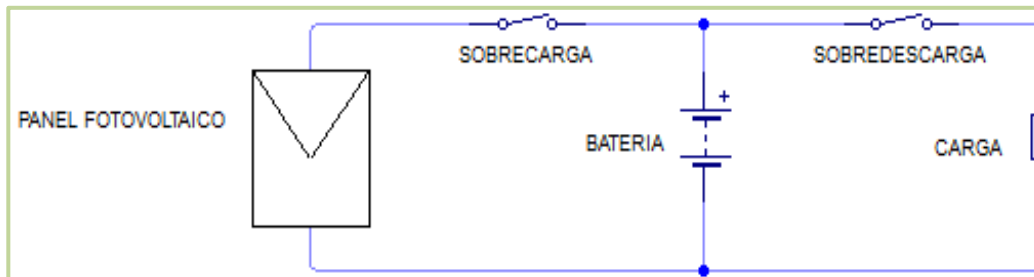 SOBRECARGA
SOBREDESCARGA
PANEL FOTOVOLTAICO
+
BATERIA
CARGA